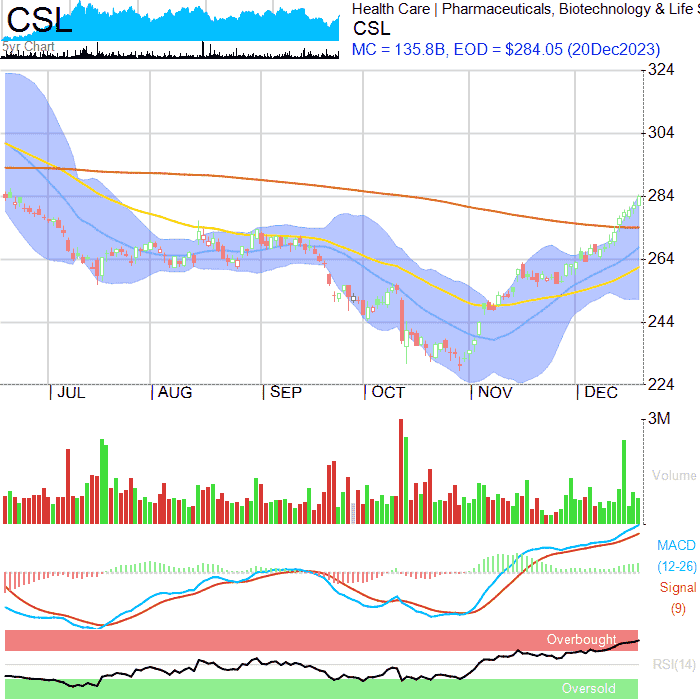 CSL
5yr Chart
Health Care | Pharmaceuticals, Biotechnology & Life S
CSL
MC = 135.8B, EOD = $284.05 (20Dec2023)
324
304
284
264
244
224
JUL
AUG
SEP
OCT
NOV
DEC
3M
Volume
MACD
(12-26)
Signal
(9)
Overbought
RSI(14)
Oversold